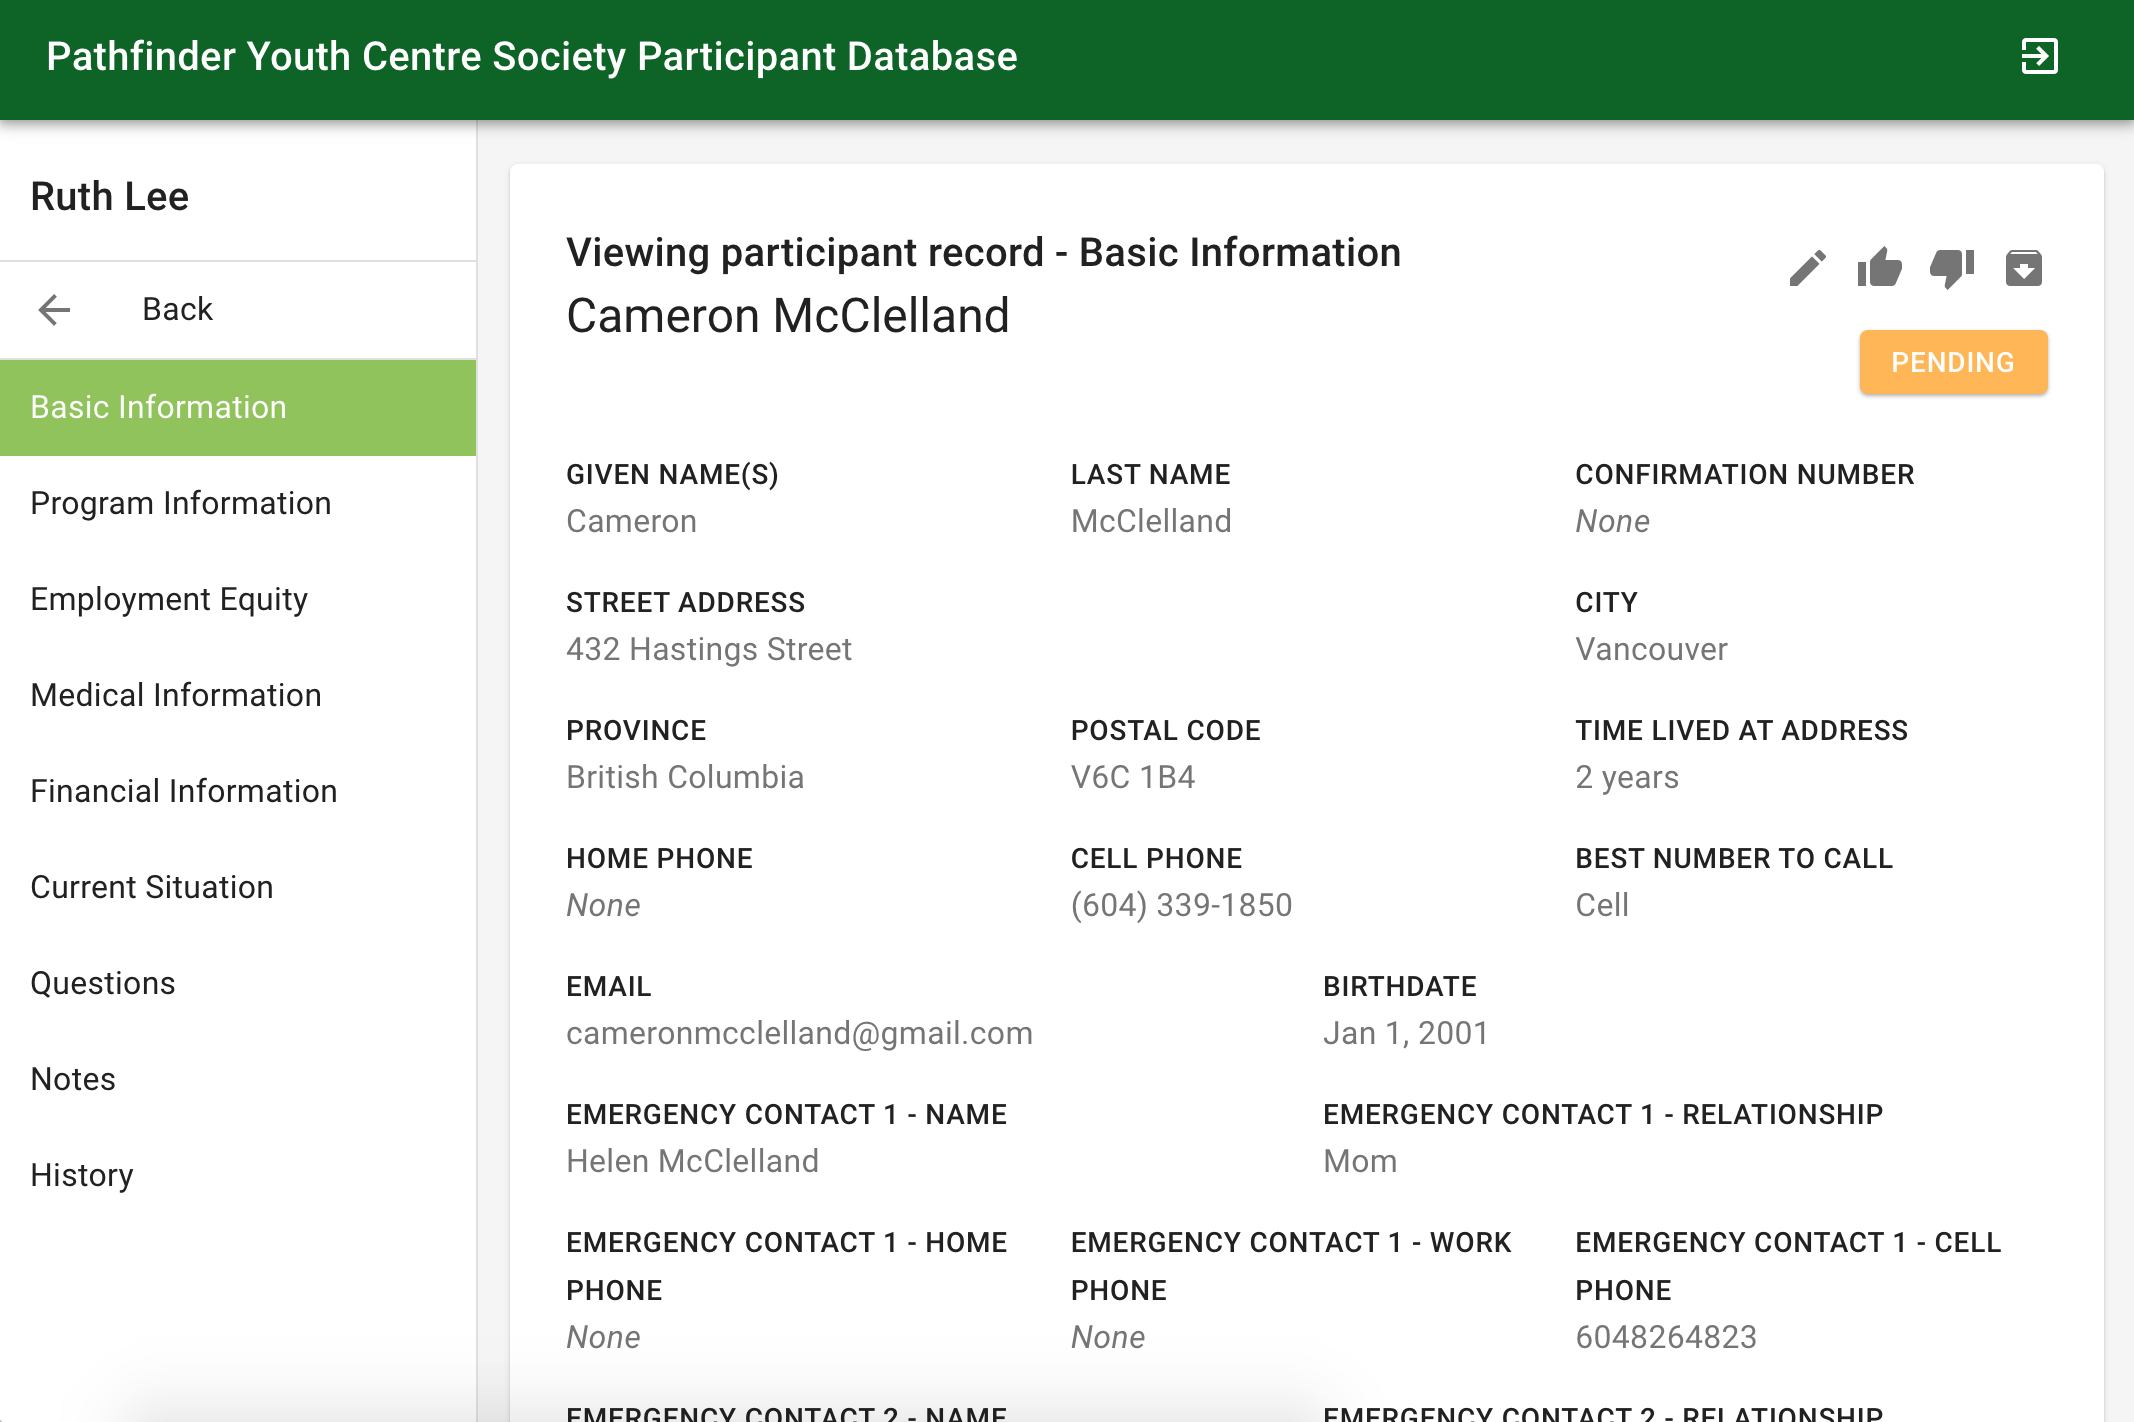 Pathfinder Youth Centre Society Participant Database
Ruth Lee
Back
Basic Information
Program Information
Employment Equity
Medical Information
Financial Information
Current Situation
Questions
Notes
History
Viewing participant record - Basic Information
Cameron McClelland
PENDING
GIVEN NAME(S) LAST NAME CONFIRMATION NUMBER
Cameron McClelland None
STREET ADDRESS CITY
432 Hastings Street Vancouver
PROVINCE POSTAL CODE TIME LIVED AT ADDRESS
British Columbia V6C 1B4 2 years
HOME PHONE CELL PHONE BEST NUMBER TO CALL
None (604) 339-1850 Cell
EMAIL BIRTHDATE
cameronmcclelland@gmail.com Jan 1, 2001
EMERGENCY CONTACT 1 - NAME EMERGENCY CONTACT 1 - RELATIONSHIP
Helen McClelland Mom
EMERGENCY CONTACT 1 - HOME EMERGENCY CONTACT 1 - WORK EMERGENCY CONTACT 1 - CELL
PHONE PHONE PHONE
None None 6048264823
EMERGENCY CONTACT 2 - NAME EMERGENCY CONTACT 2 - RELATIONSHIP